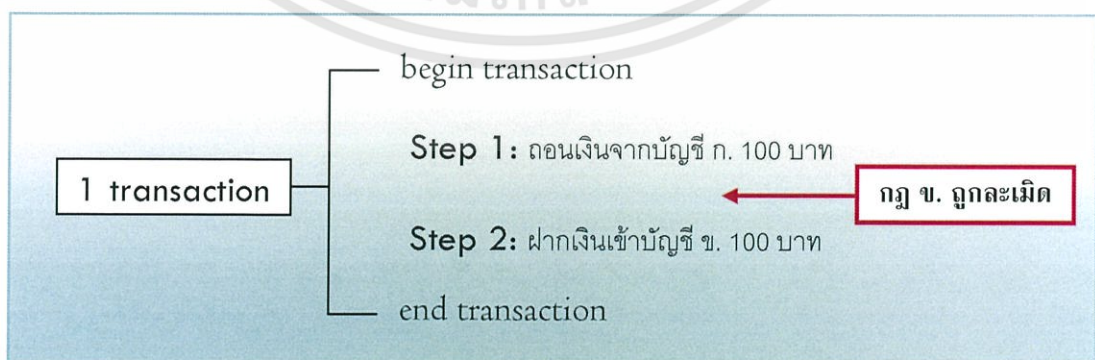 begin transaction
Step 1: ถอนเงินจากบัญชี ก. 100 บาท
1 transaction
กฎ ข. ถูกละเมิด
Step 2: ฝากเงินเข้าบัญชี ข. 100 บาท
end transaction